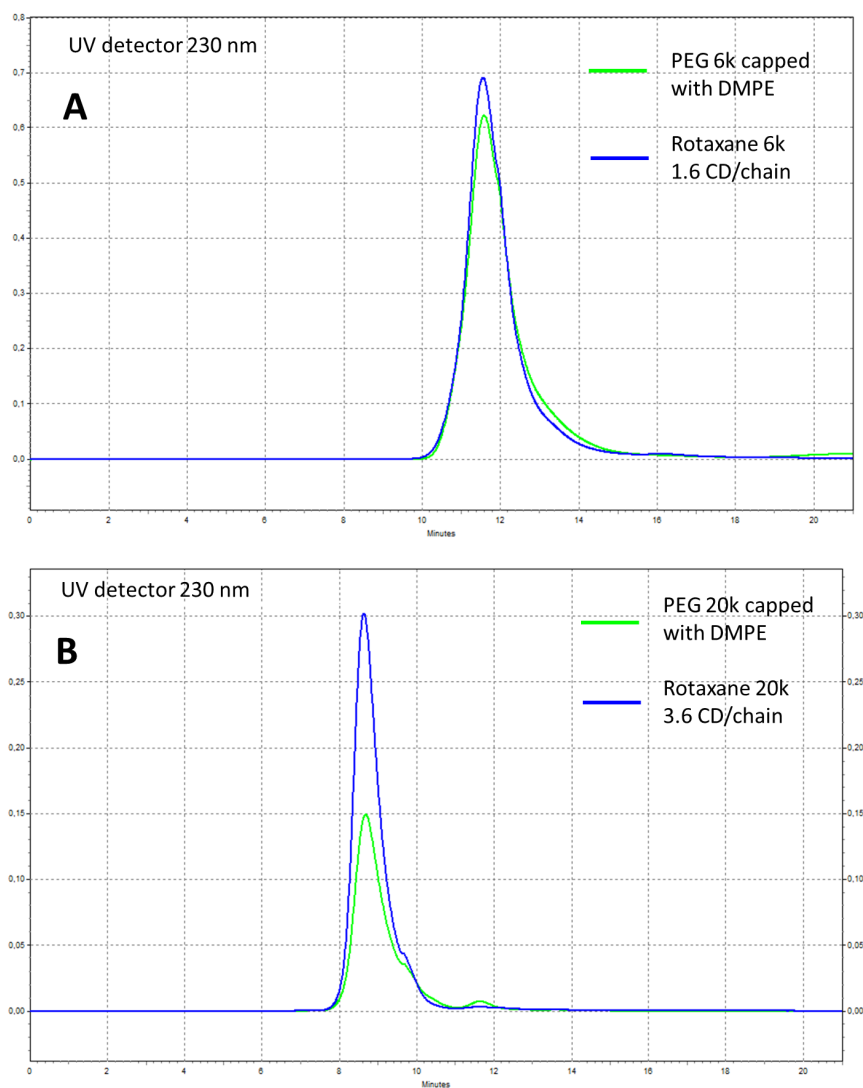 UV detector 230 nm
A
PEG 6k capped
with DMPE
Rotaxane 6k
1.6 CD/chain
0,8
0,7
0,6
0,5
0,4
0,3
0,2
0,1
0,0
0 2 4 6 8 10 12 14 16 18 20
Minutes
UV detector 230 nm
B
PEG 20k capped
with DMPE
Rotaxane 20k
3.6 CD/chain
0,30 0,30
0,25 0,25
0,20 0,20
0,15 0,15
0,10 0,10
0,05 0,05
0,00 0,00
0 2 4 6 8 10 12 14 16 18 20
Minutes